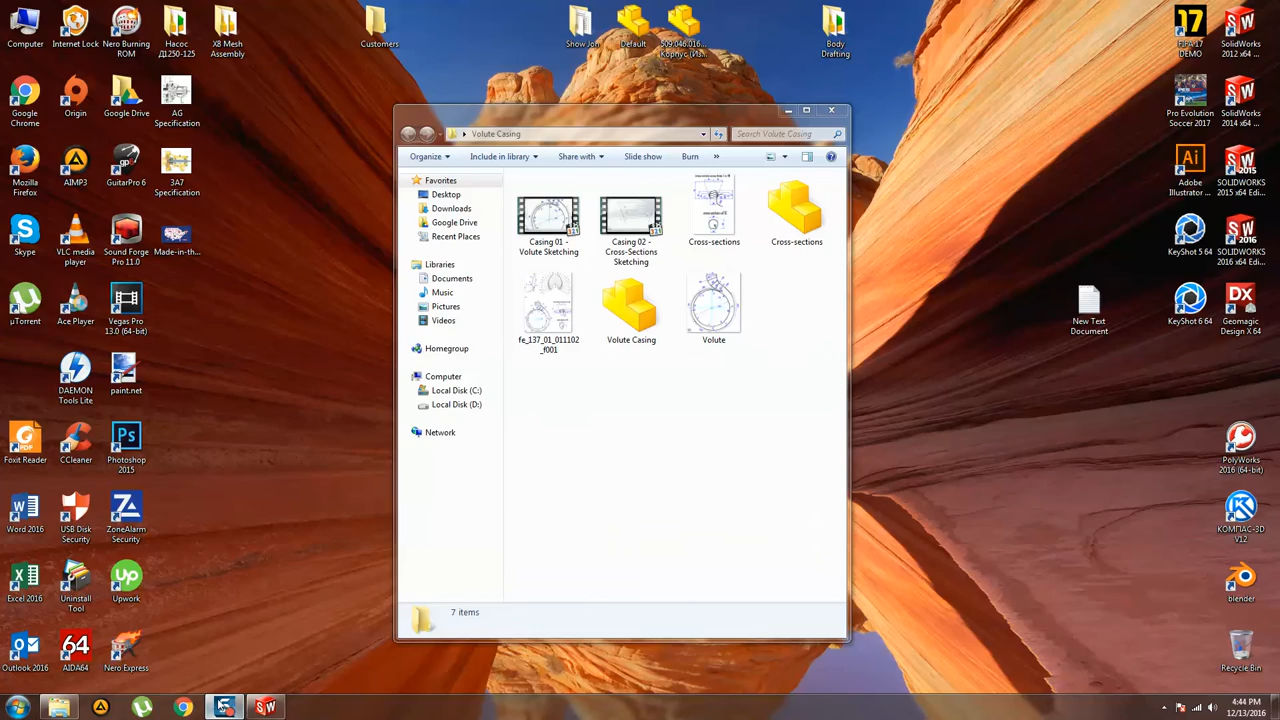 Computer
Internet Lock
Nero Burning ROM
Насос Д1250-125
X8 Mesh Assembly
Customers
Show Jon
Default
509.046.016... Корпус (Из...
Body Drafting
FIFA 17 DEMO
SolidWorks 2012 x64 ...
Google Chrome
Origin
Google Drive
AG Specification
Pro Evolution Soccer 2017
SolidWorks 2014 x64 ...
Mozilla Firefox
AIMP3
GuitarPro 6
3A7 Specification
Adobe Illustrator ...
SOLIDWORKS 2015 x64 Edi...
Skype
VLC media player
Sound Forge Pro 11.0
Made-in-th...
KeyShot 5 64
SOLIDWORKS 2016 x64 Edi...
µTorrent
Ace Player
Vegas Pro 13.0 (64-bit)
New Text Document
KeyShot 6 64
Geomagic Design X 64
DAEMON Tools Lite
paint.net
Foxit Reader
CCleaner
Photoshop 2015
PolyWorks 2016 (64-bit)
Word 2016
USB Disk Security
ZoneAlarm Security
КОМПАС-3D V12
Excel 2016
Uninstall Tool
Upwork
blender
Outlook 2016
AIDA64
Nero Express
Recycle Bin
Volute Casing
Search Volute Casing
Organize
Include in library
Share with
Slide show
Burn
»
Favorites
Desktop
Downloads
Google Drive
Recent Places
Libraries
Documents
Music
Pictures
Videos
Homegroup
Computer
Local Disk (C:)
Local Disk (D:)
Network
Casing 01 - Volute Sketching
Casing 02 - Cross-Sections Sketching
Cross-sections
Cross-sections
fe_137_01_011102_f001
Volute Casing
Volute
7 items
4:44 PM
12/13/2016